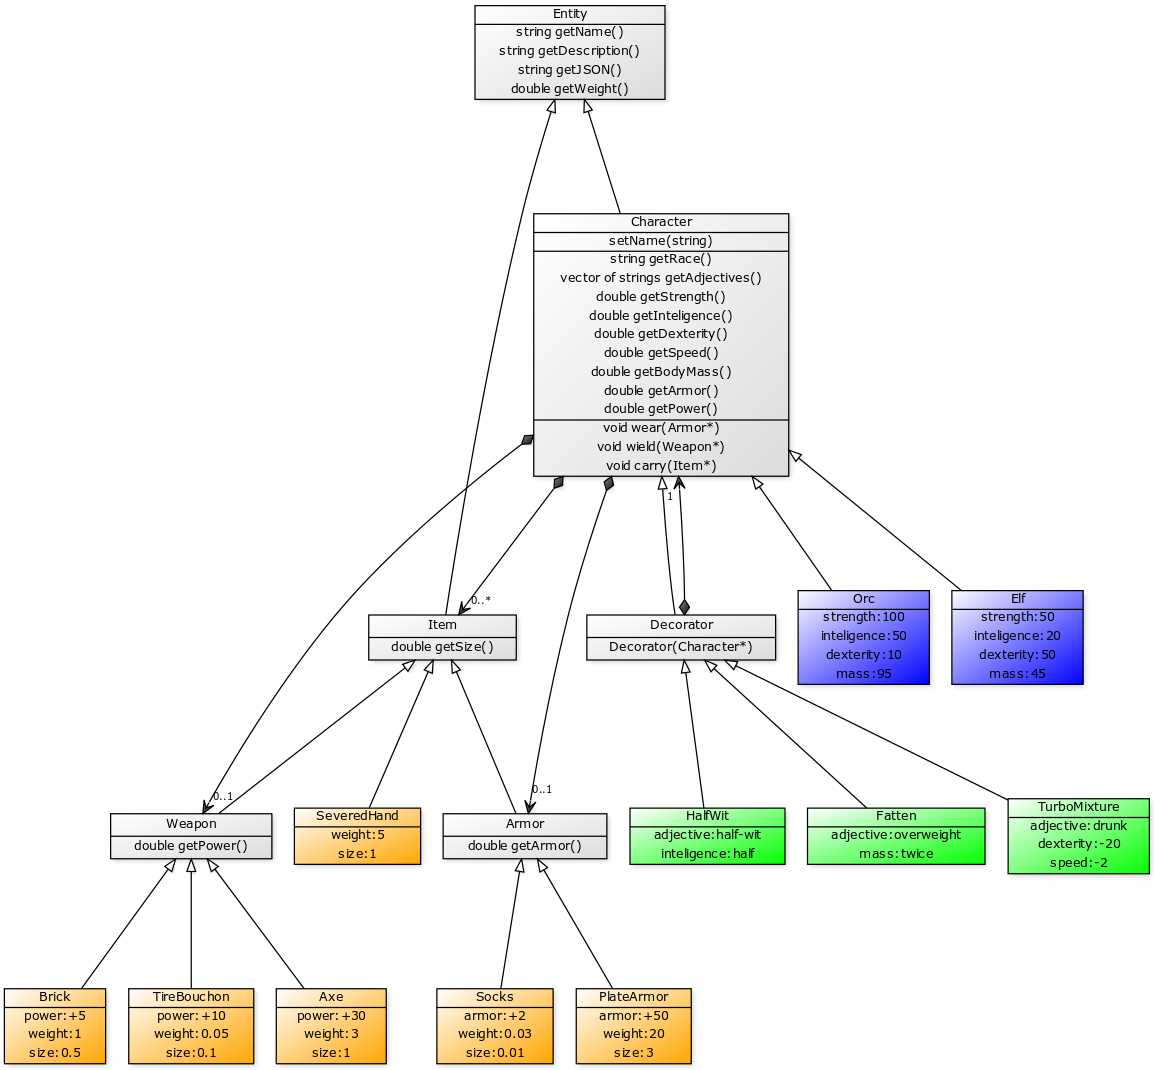 Entity
string getName()
string getDescription()
string getJSON()
double getWeight()
Character
setName(string)
string getRace()
vector of strings getAdjectives()
double getStrength()
double getInteligence()
double getDexterity()
double getSpeed()
double getBodyMass()
double getArmor()
double getPower()
void wear(Armor*)
void wield(Weapon*)
void carry(Item*)
1
0..*
Item
double getSize()
Decorator
Decorator(Character*)
Orc
strength:100
inteligence:50
dexterity:10
mass:95
Elf
strength:50
inteligence:20
dexterity:50
mass:45
0..1
0..1
Weapon
double getPower()
SeveredHand
weight:5
size:1
Armor
double getArmor()
HalfWit
adjective:half-wit
inteligence:half
Fatten
adjective:overweight
mass:twice
TurboMixture
adjective:drunk
dexterity:-20
speed:-2
Brick
power:+5
weight:1
size:0.5
TireBouchon
power:+10
weight:0.05
size:0.1
Axe
power:+30
weight:3
size:1
Socks
armor:+2
weight:0.03
size:0.01
PlateArmor
armor:+50
weight:20
size:3